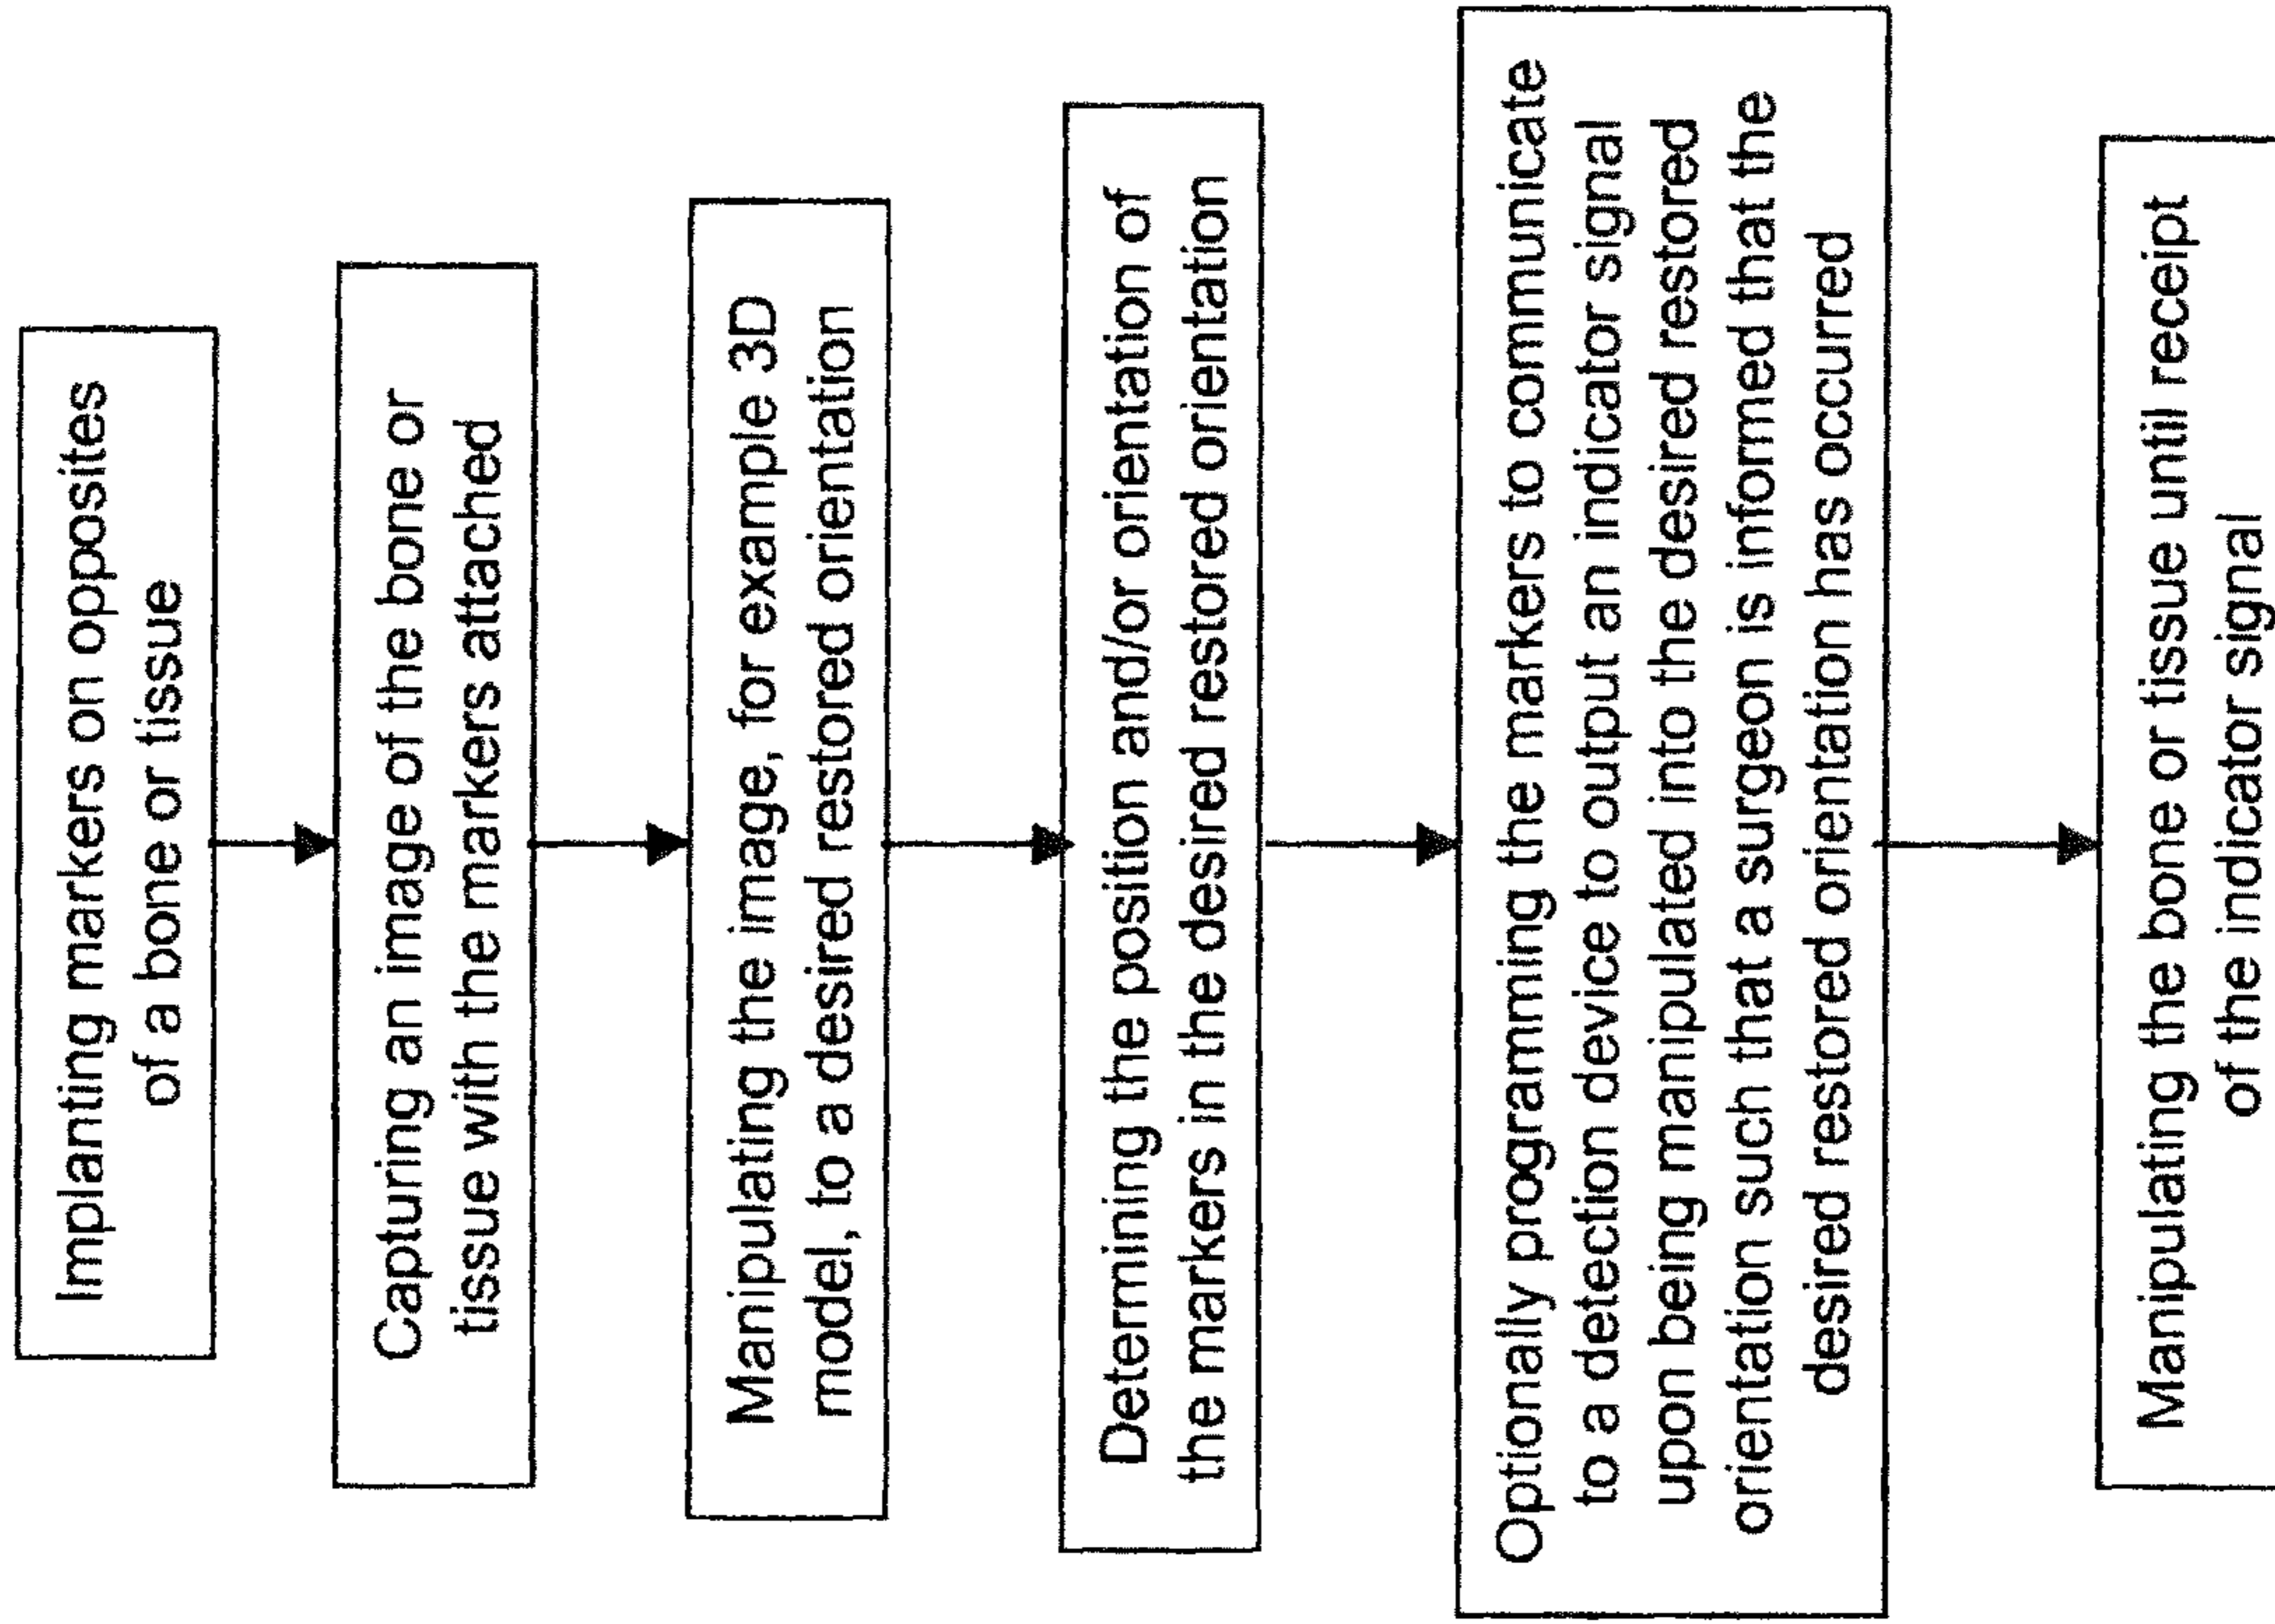 Implanting markers on opposites
of a bone or tissue
Capturing an image of the bone or
tissue with the markers attached
Manipulating the image, for example 3D
model, to a desired restored orientation
Determining the position and/or orientation of
the markers in the desired restored orientation
Optionally programming the markers to communicate
to a detection device to output an indicator signal
upon being manipulated into the desired restored
orientation such that a surgeon is informed that the
desired restored orientation has occurred
Manipulating the bone or tissue until receipt
of the indicator signal